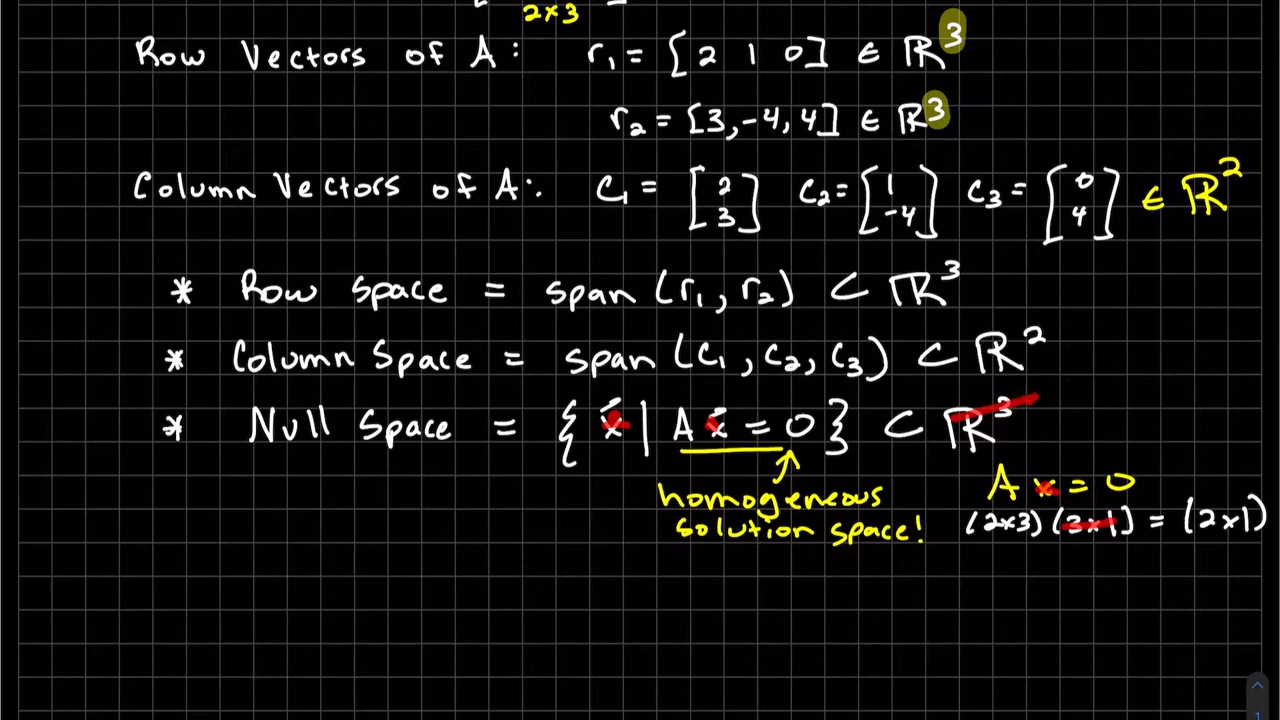 2×3
Row Vectors of A: r₁ = [2 1 0] ∈ ℝ³
r₂ = [3,-4,4] ∈ ℝ³
Column Vectors of A: C₁ = [2 3] C₂ = [1 -4] C₃ = [0 4] ∈ ℝ²
* Row space = span (r₁, r₂) ⊂ ℝ³
* Column Space = span (C₁, C₂, C₃) ⊂ ℝ²
* Null Space = { x⃗ | A x⃗ = 0 } ⊂ ℝ³
homogeneous
solution space!
A x = 0
(2×3) (3×1) = (2×1)
1